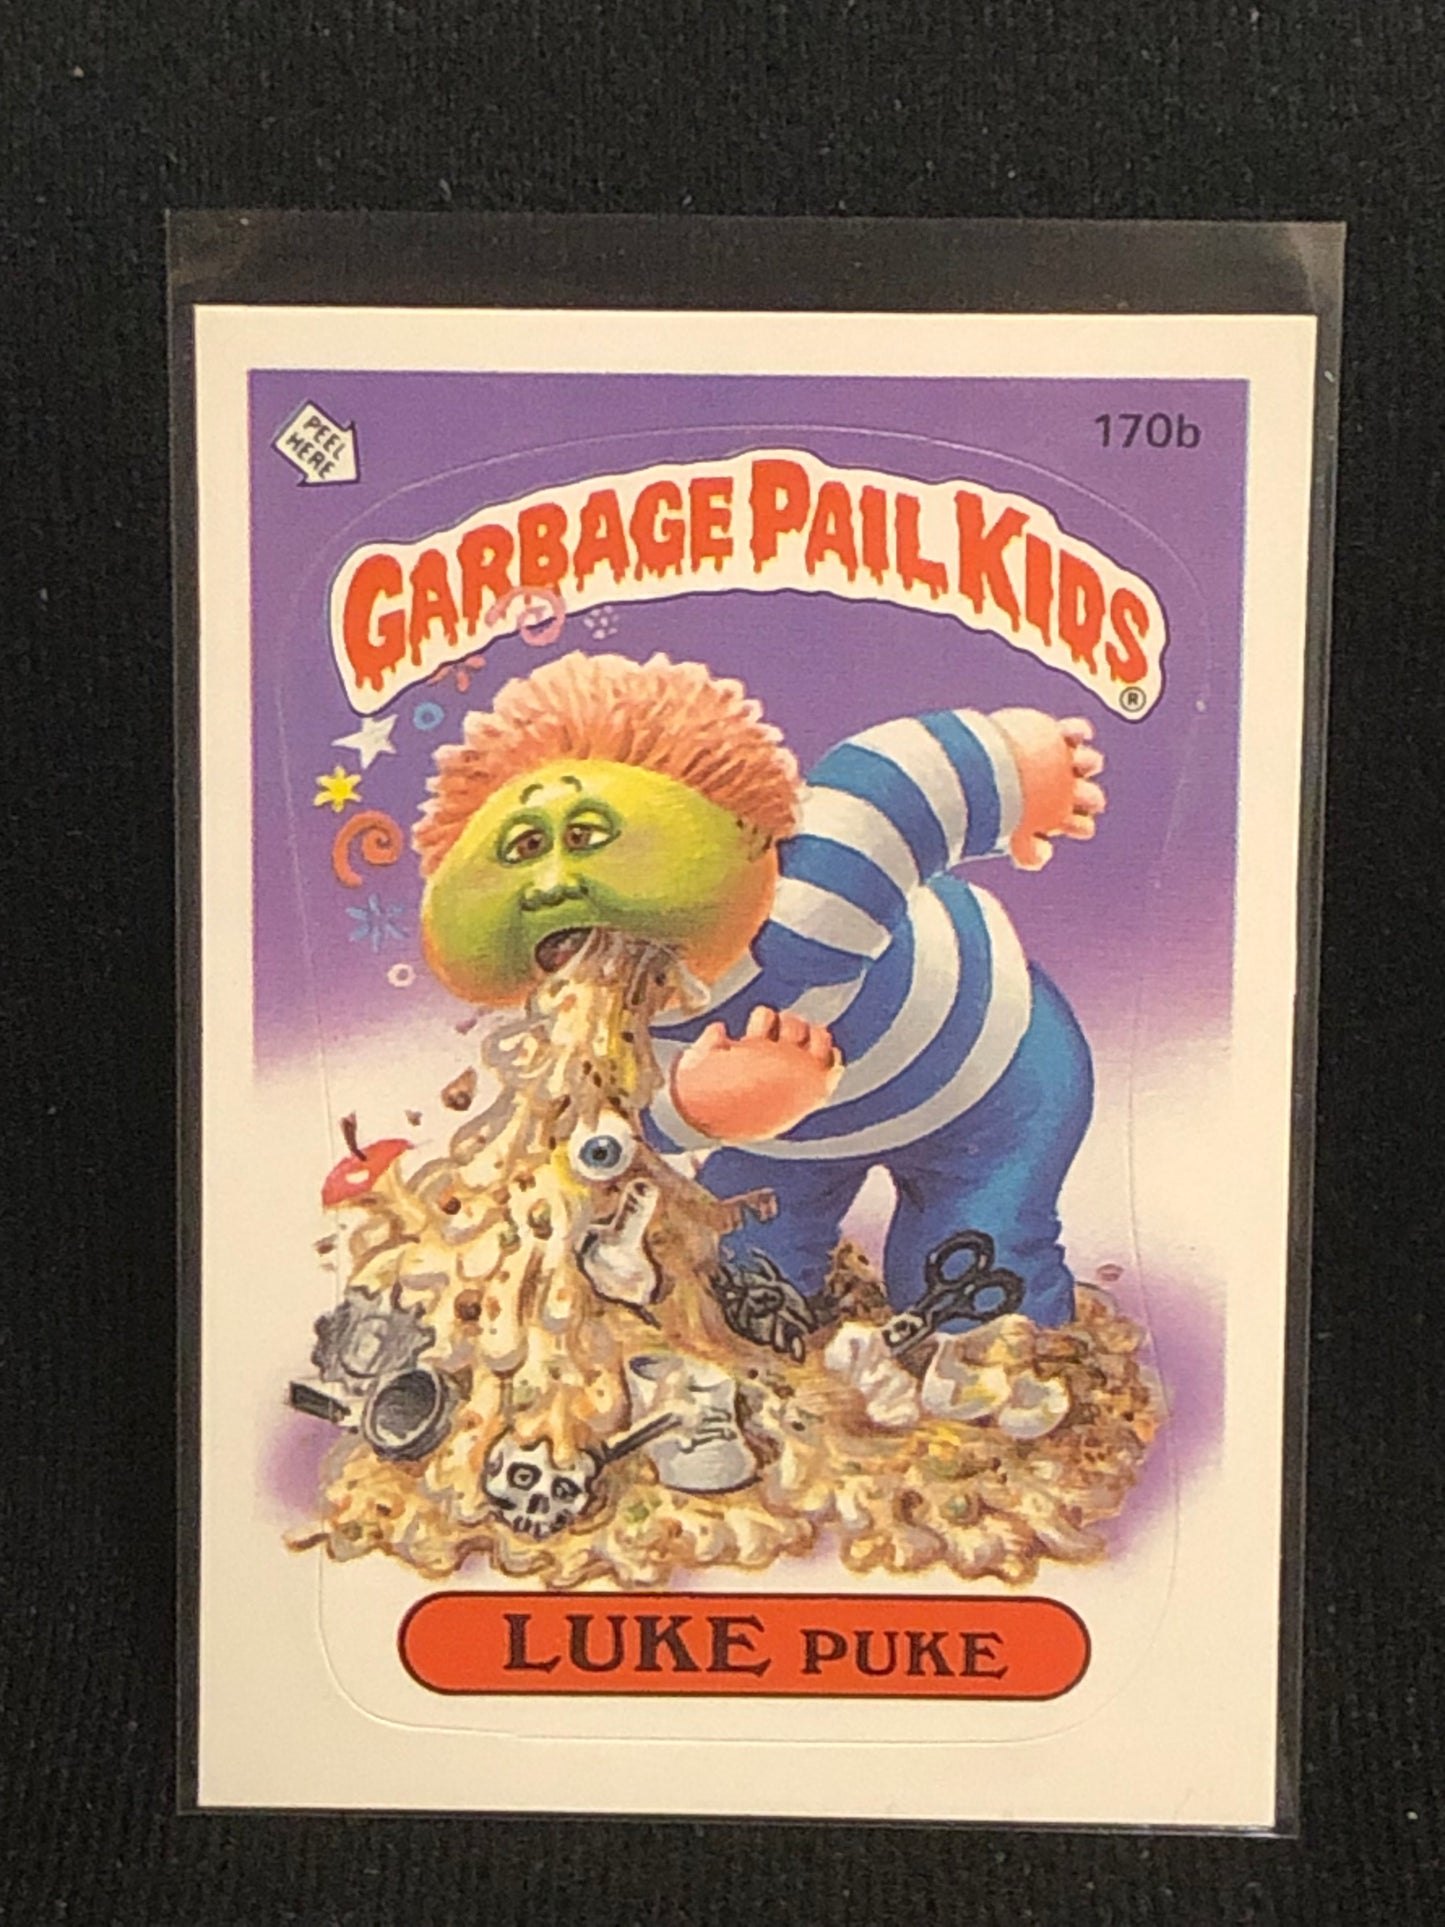 PEEL
HERE
170b
GARBAGE PAIL KIDS
®
LUKE PUKE